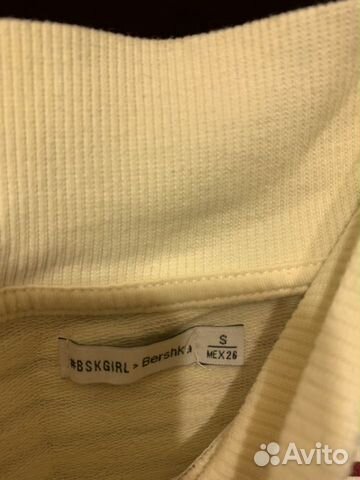 #BSKGIRL > Bershka
S
MEX 26
Avito